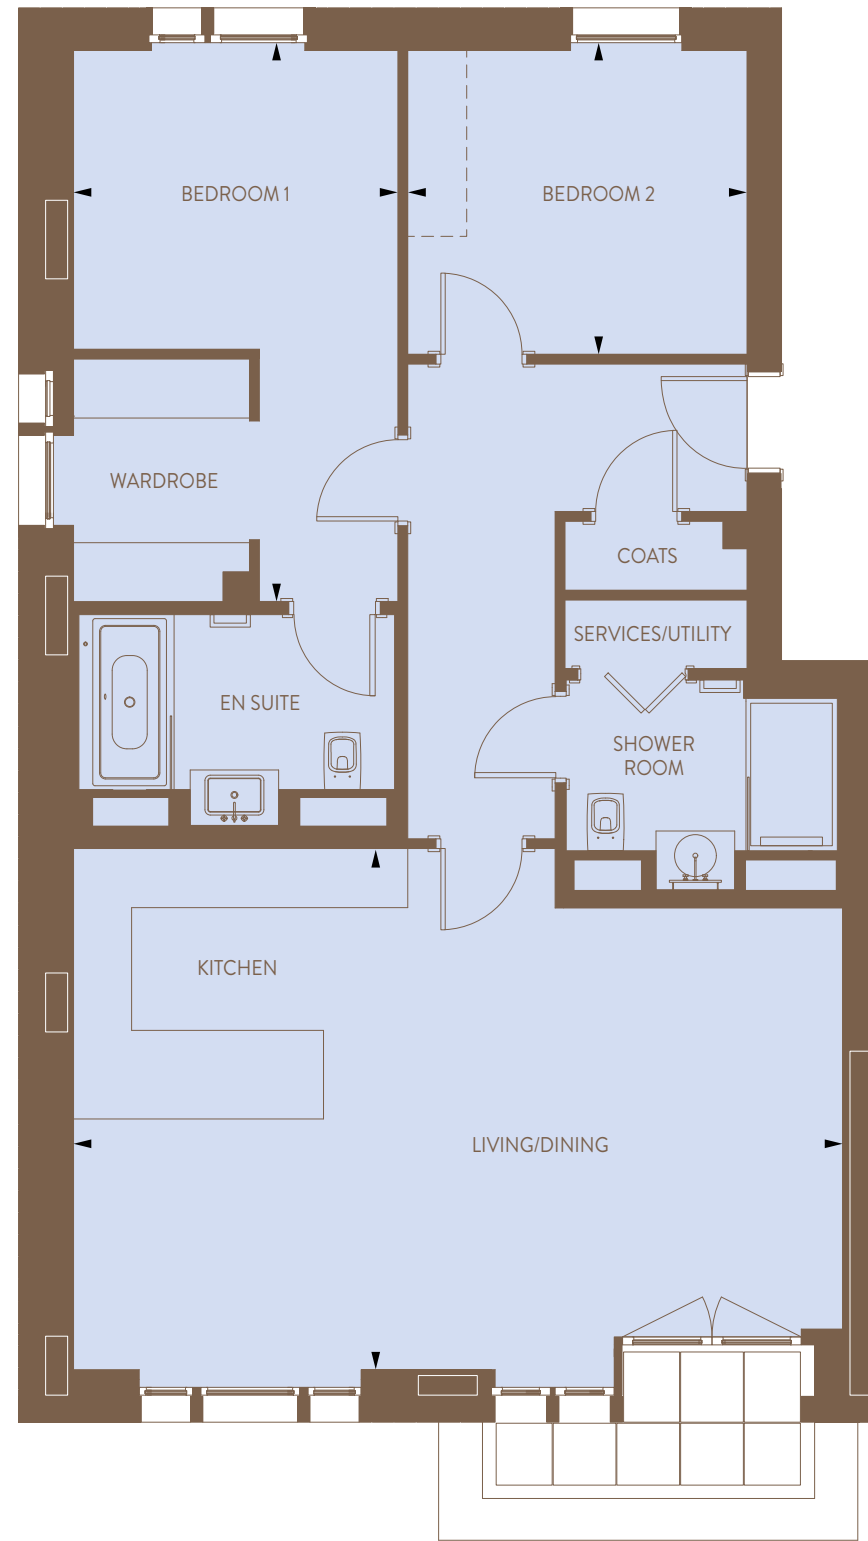 BEDROOM 1
BEDROOM 2
WARDROBE
COATS
SERVICES/UTILITY
EN SUITE
SHOWER
ROOM
KITCHEN
LIVING/DINING